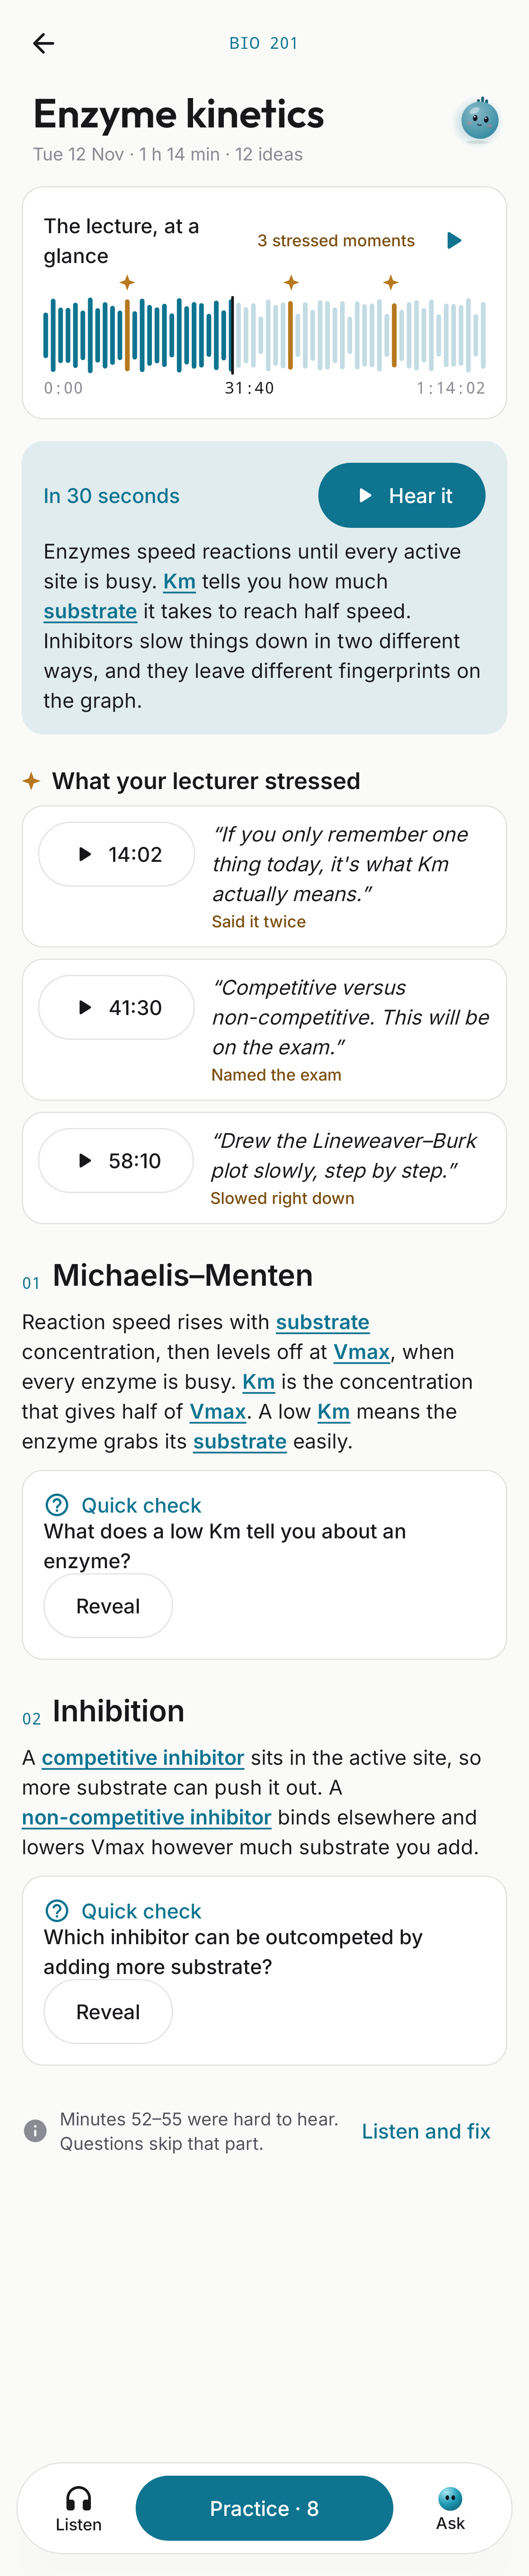 BIO 201
Enzyme kinetics
Tue 12 Nov · 1 h 14 min · 12 ideas
The lecture, at a
glance
3 stressed moments
0:00
31:40
1:14:02
In 30 seconds
Hear it
Enzymes speed reactions until every active
site is busy. Km tells you how much
substrate it takes to reach half speed.
Inhibitors slow things down in two different
ways, and they leave different fingerprints on
the graph.
What your lecturer stressed
14:02
“If you only remember one
thing today, it's what Km
actually means.”
Said it twice
41:30
“Competitive versus
non-competitive. This will be
on the exam.”
Named the exam
58:10
“Drew the Lineweaver–Burk
plot slowly, step by step.”
Slowed right down
01 Michaelis–Menten
Reaction speed rises with substrate
concentration, then levels off at Vmax, when
every enzyme is busy. Km is the concentration
that gives half of Vmax. A low Km means the
enzyme grabs its substrate easily.
Quick check
What does a low Km tell you about an
enzyme?
Reveal
02 Inhibition
A competitive inhibitor sits in the active site, so
more substrate can push it out. A
non-competitive inhibitor binds elsewhere and
lowers Vmax however much substrate you add.
Quick check
Which inhibitor can be outcompeted by
adding more substrate?
Reveal
Minutes 52–55 were hard to hear.
Questions skip that part.
Listen and fix
Listen
Practice · 8
Ask